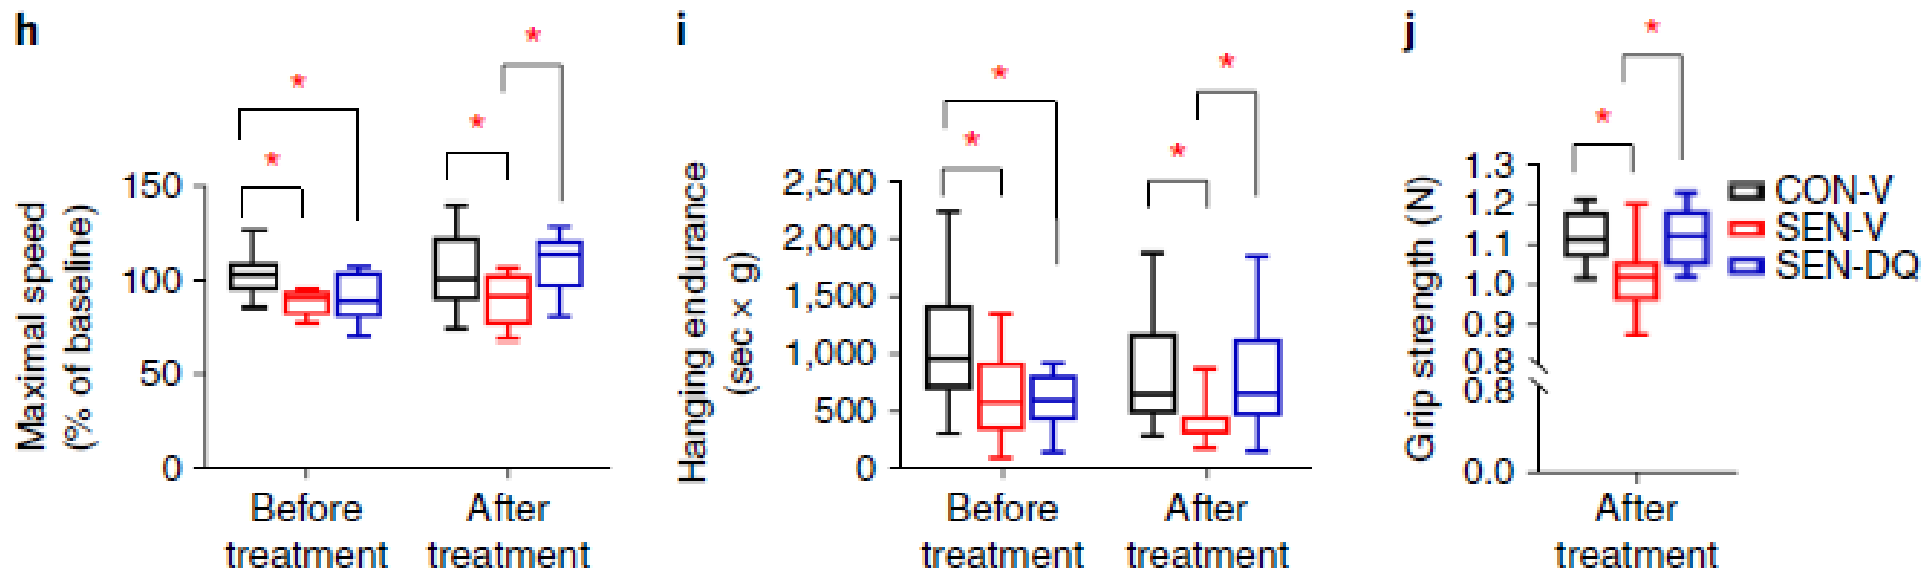 h
*
*
*
*
Maximal speed
(% of baseline)
150
100
50
0
Before
treatment
After
treatment
i
*
*
*
*
Hanging endurance
(sec x g)
2,500
2,000
1,500
1,000
500
0
Before
treatment
After
treatment
j
*
*
Grip strength (N)
1.3
1.2
1.1
1.0
0.9
0.8
0.8
0.0
After
treatment
CON-V
SEN-V
SEN-DQ